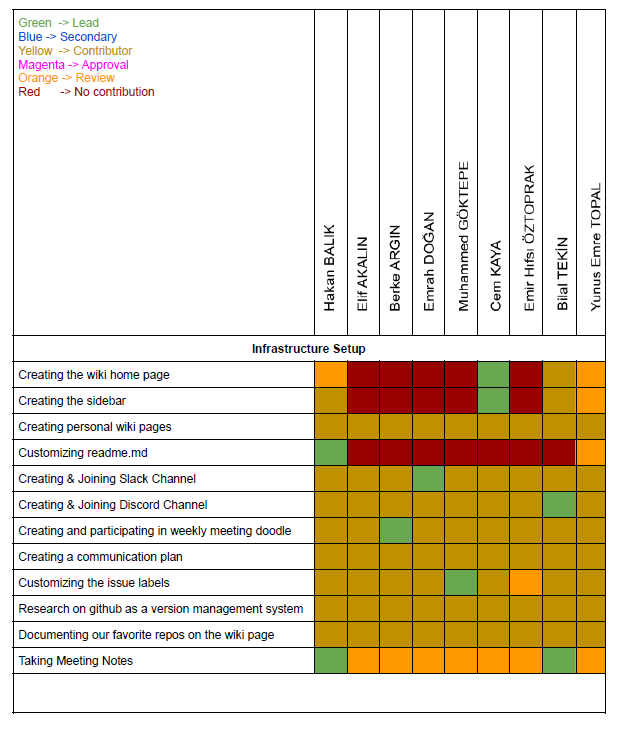 Green -> Lead
Blue -> Secondary
Yellow -> Contributor
Magenta -> Approval
Orange -> Review
Red -> No contribution
Hakan BALIK
Elif AKALIN
Berke ARGIN
Emrah DOĞAN
Muhammed GÖKTEPE
Cem KAYA
Emir Hıfsı ÖZTOPRAK
Bilal TEKİN
Yunus Emre TOPAL
Infrastructure Setup
Creating the wiki home page
Creating the sidebar
Creating personal wiki pages
Customizing readme.md
Creating & Joining Slack Channel
Creating & Joining Discord Channel
Creating and participating in weekly meeting doodle
Creating a communication plan
Customizing the issue labels
Research on github as a version management system
Documenting our favorite repos on the wiki page
Taking Meeting Notes